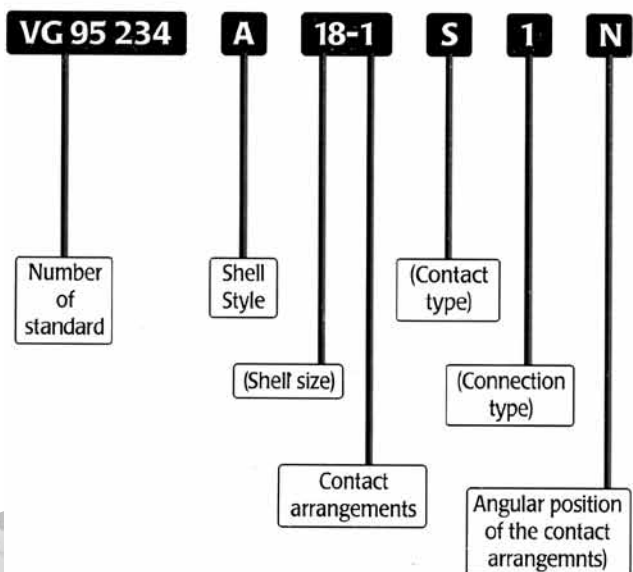 VG 95 234 A 18-1 S 1 N
Number
of
standard
Shell
Style
(Contact
type)
(Shell size)
(Connection
type)
Contact
arrangements
Angular position
of the contact
arrangemnts)